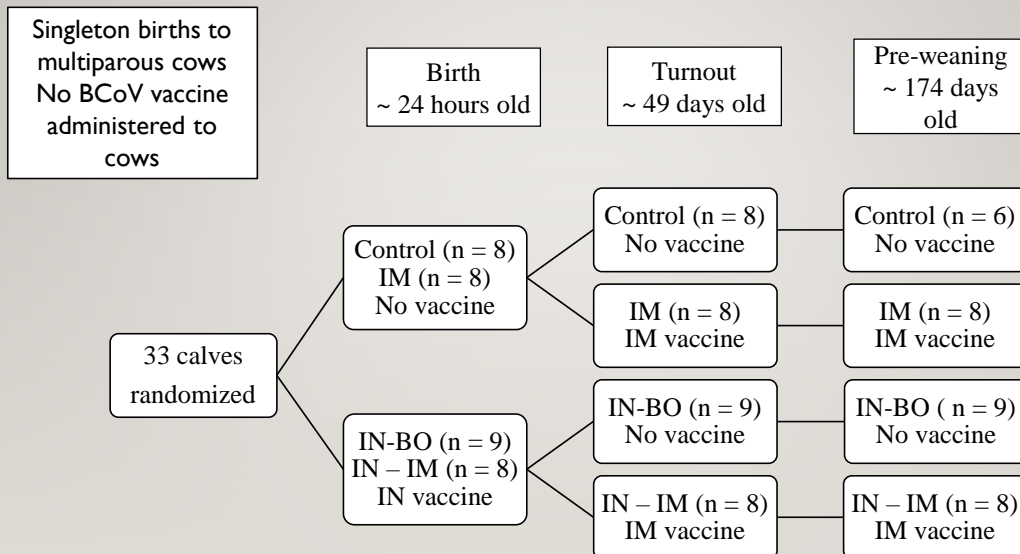 Singleton births to
multiparous cows
No BCoV vaccine
administered to
cows
Birth
~ 24 hours old
Turnout
~ 49 days old
Pre-weaning
~ 174 days
old
33 calves
randomized
Control (n = 8)
IM (n = 8)
No vaccine
IN-BO (n = 9)
IN – IM (n = 8)
IN vaccine
Control (n = 8)
No vaccine
IM (n = 8)
IM vaccine
IN-BO (n = 9)
No vaccine
IN – IM (n = 8)
IM vaccine
Control (n = 6)
No vaccine
IM (n = 8)
IM vaccine
IN-BO ( n = 9)
No vaccine
IN – IM (n = 8)
IM vaccine